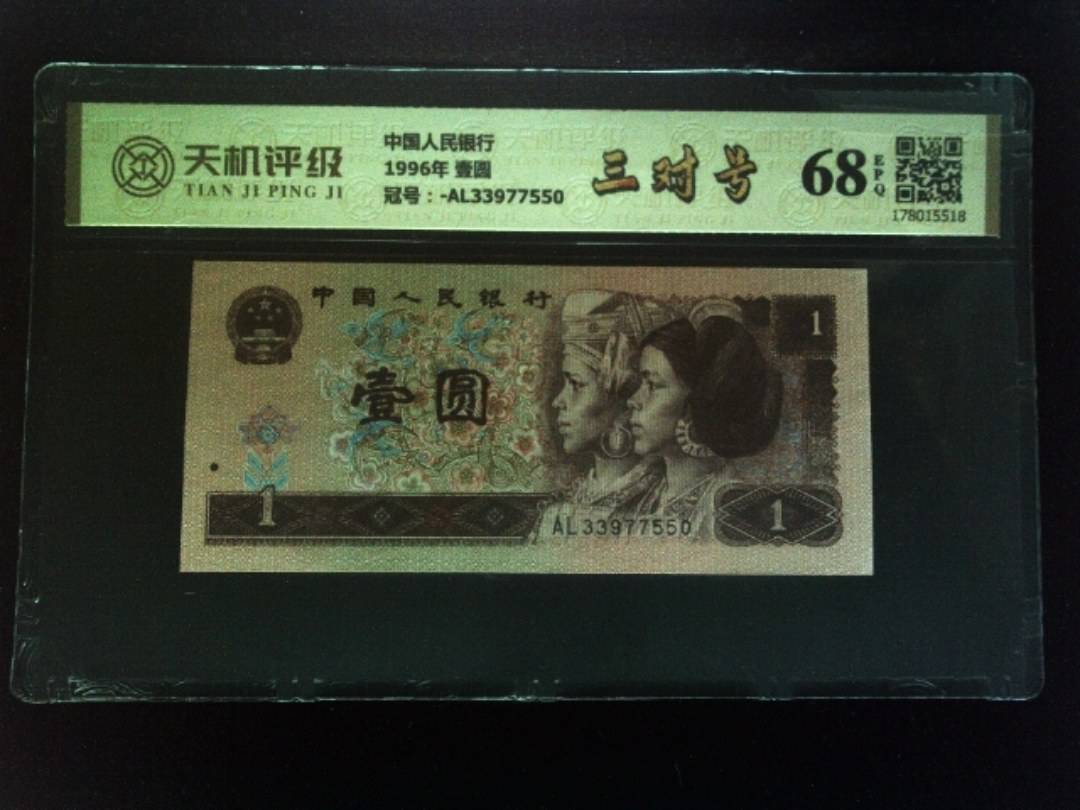 天机评级
TIAN JI PING JI
中国人民银行
1996年 壹圆
冠号：-AL33977550
三对号
68
EPQ
178015518
中国人民银行
1
壹圆
1
AL33977550
1